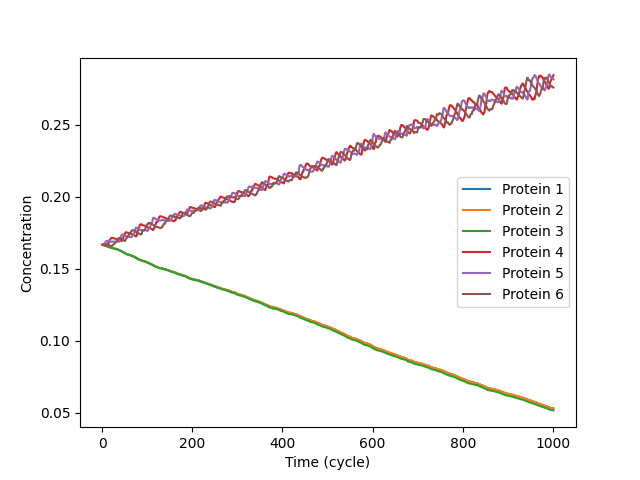 0.25
0.20
0.15
0.10
0.05
Concentration
Protein 1
Protein 2
Protein 3
Protein 4
Protein 5
Protein 6
0 200 400 600 800 1000
Time (cycle)